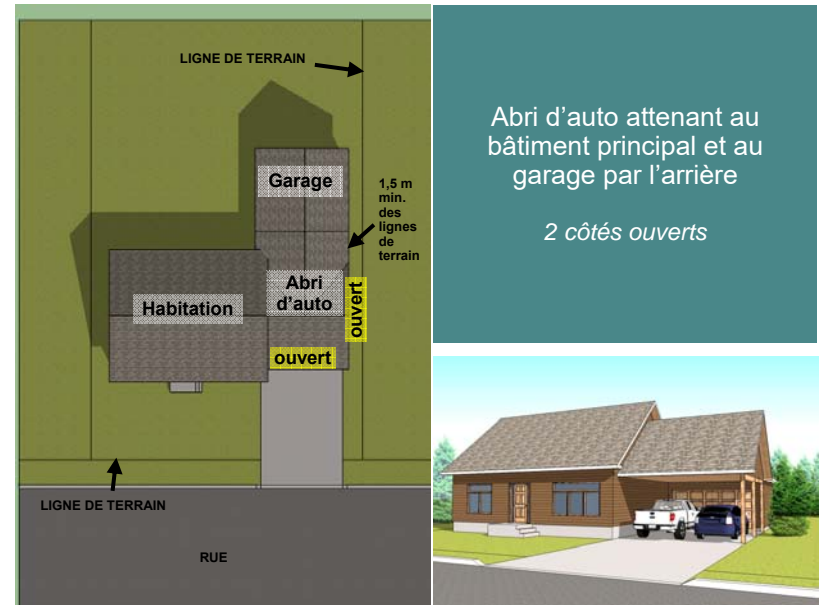 LIGNE DE TERRAIN
Garage
1,5 m
min.
des
lignes
de
terrain
Habitation
Abri
d'auto
ouvert
ouvert
LIGNE DE TERRAIN
RUE
Abri d'auto attenant au
bâtiment principal et au
garage par l'arrière
2 côtés ouverts